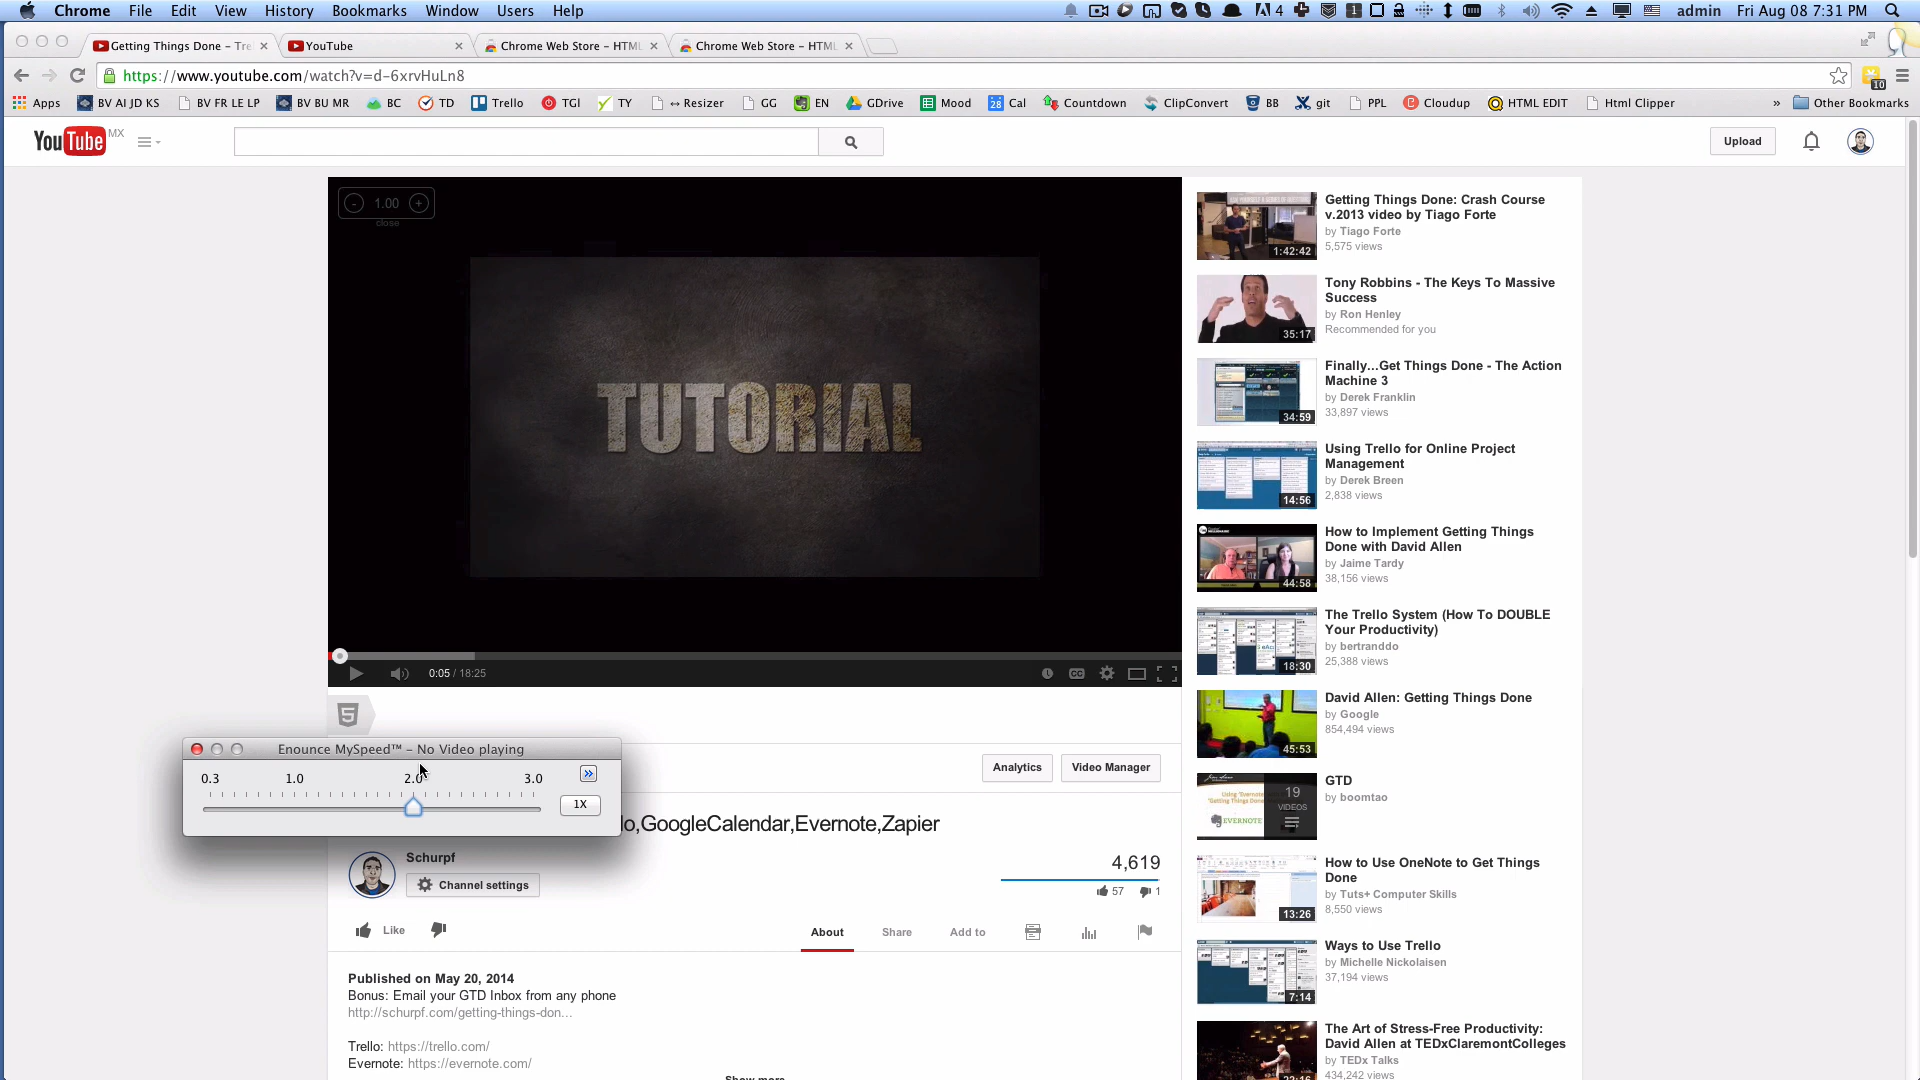 Chrome File Edit View History Bookmarks Window Users Help
4 1 admin Fri Aug 08 7:31 PM
Getting Things Done – Tre
YouTube
Chrome Web Store – HTML
Chrome Web Store – HTML
https://www.youtube.com/watch?v=d-6xrvHuLn8
10
Apps BV AI JD KS BV FR LE LP BV BU MR BC TD Trello TGI TY ↔ Resizer GG EN GDrive Mood 28 Cal Countdown ClipConvert BB git PPL Cloudup HTML EDIT Html Clipper » Other Bookmarks
YouTube MX
Upload
- 1.00 +
close
TUTORIAL
0:05 / 18:25
CC
5
Enounce MySpeed™ – No Video playing
0.3 1.0 2.0 3.0 »
1X
Analytics Video Manager
lo,GoogleCalendar,Evernote,Zapier
Schurpf
Channel settings
4,619
57 1
Like
About Share Add to
Published on May 20, 2014
Bonus: Email your GTD Inbox from any phone
http://schurpf.com/getting-things-don...
Trello: https://trello.com/
Evernote: https://evernote.com/
Show more
Getting Things Done: Crash Course
v.2013 video by Tiago Forte
by Tiago Forte
5,575 views
1:42:42
Tony Robbins - The Keys To Massive
Success
by Ron Henley
Recommended for you
35:17
Finally...Get Things Done - The Action
Machine 3
by Derek Franklin
33,897 views
34:59
Using Trello for Online Project
Management
by Derek Breen
2,838 views
14:56
How to Implement Getting Things
Done with David Allen
by Jaime Tardy
38,156 views
44:58
The Trello System (How To DOUBLE
Your Productivity)
by bertranddo
25,388 views
18:30
David Allen: Getting Things Done
by Google
854,494 views
45:53
GTD
by boomtao
19
VIDEOS
EVERNOTE
How to Use OneNote to Get Things
Done
by Tuts+ Computer Skills
8,550 views
13:26
Ways to Use Trello
by Michelle Nickolaisen
37,194 views
7:14
The Art of Stress-Free Productivity:
David Allen at TEDxClaremontColleges
by TEDx Talks
434,242 views
22:16